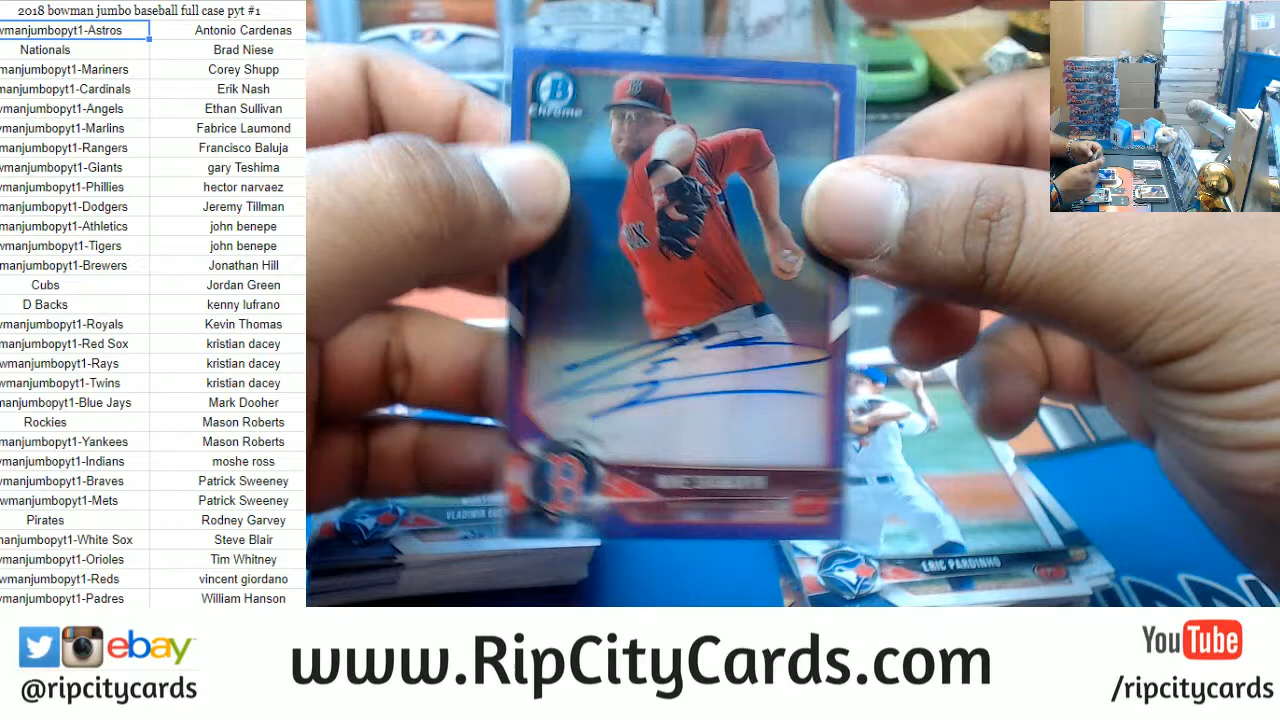 2018 bowman jumbo baseball full case pyt #1
wmanjumbopyt1-Astros Antonio Cardenas
Nationals Brad Niese
manjumbopyt1-Mariners Corey Shupp
manjumbopyt1-Cardinals Erik Nash
wmanjumbopyt1-Angels Ethan Sullivan
wmanjumbopyt1-Marlins Fabrice Laumond
manjumbopyt1-Rangers Francisco Baluja
wmanjumbopyt1-Giants gary Teshima
manjumbopyt1-Phillies hector narvaez
manjumbopyt1-Dodgers Jeremy Tillman
manjumbopyt1-Athletics john benepe
wmanjumbopyt1-Tigers john benepe
manjumbopyt1-Brewers Jonathan Hill
Cubs Jordan Green
D Backs kenny lufrano
wmanjumbopyt1-Royals Kevin Thomas
manjumbopyt1-Red Sox kristian dacey
wmanjumbopyt1-Rays kristian dacey
wmanjumbopyt1-Twins kristian dacey
manjumbopyt1-Blue Jays Mark Dooher
Rockies Mason Roberts
manjumbopyt1-Yankees Mason Roberts
manjumbopyt1-Indians moshe ross
wmanjumbopyt1-Braves Patrick Sweeney
wmanjumbopyt1-Mets Patrick Sweeney
Pirates Rodney Garvey
manjumbopyt1-White Sox Steve Blair
wmanjumbopyt1-Orioles Tim Whitney
wmanjumbopyt1-Reds vincent giordano
wmanjumbopyt1-Padres William Hanson
B
Chrome
B
B
ERIC PARDINHO
ebay
@ripcitycards
www.RipCityCards.com
YouTube
/ripcitycards